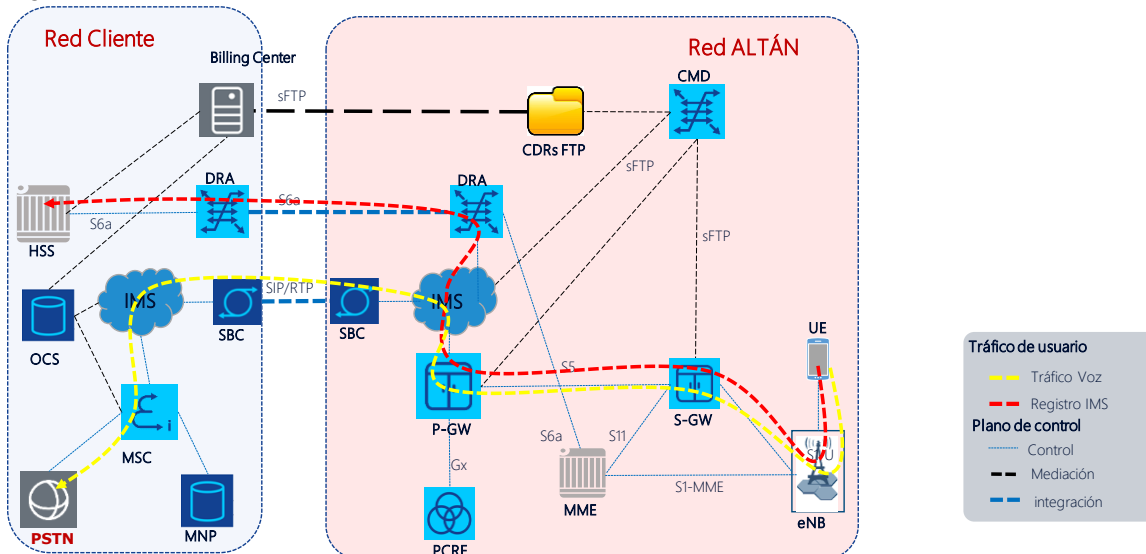 Red Cliente
Red ALTÁN
Billing Center
CMD
sFTP
CDRs FTP
sFTP
DRA
DRA
S6a
S6a
HSS
sFTP
IMS
SIP/RTP
IMS
SBC
SBC
UE
OCS
Tráfico de usuario
S5
Tráfico Voz
Registro IMS
P-GW
S-GW
Plano de control
MSC
S6a
S11
Control
Gx
Mediación
S1-MME
integración
PSTN
MNP
MME
eNB
PCRF
i